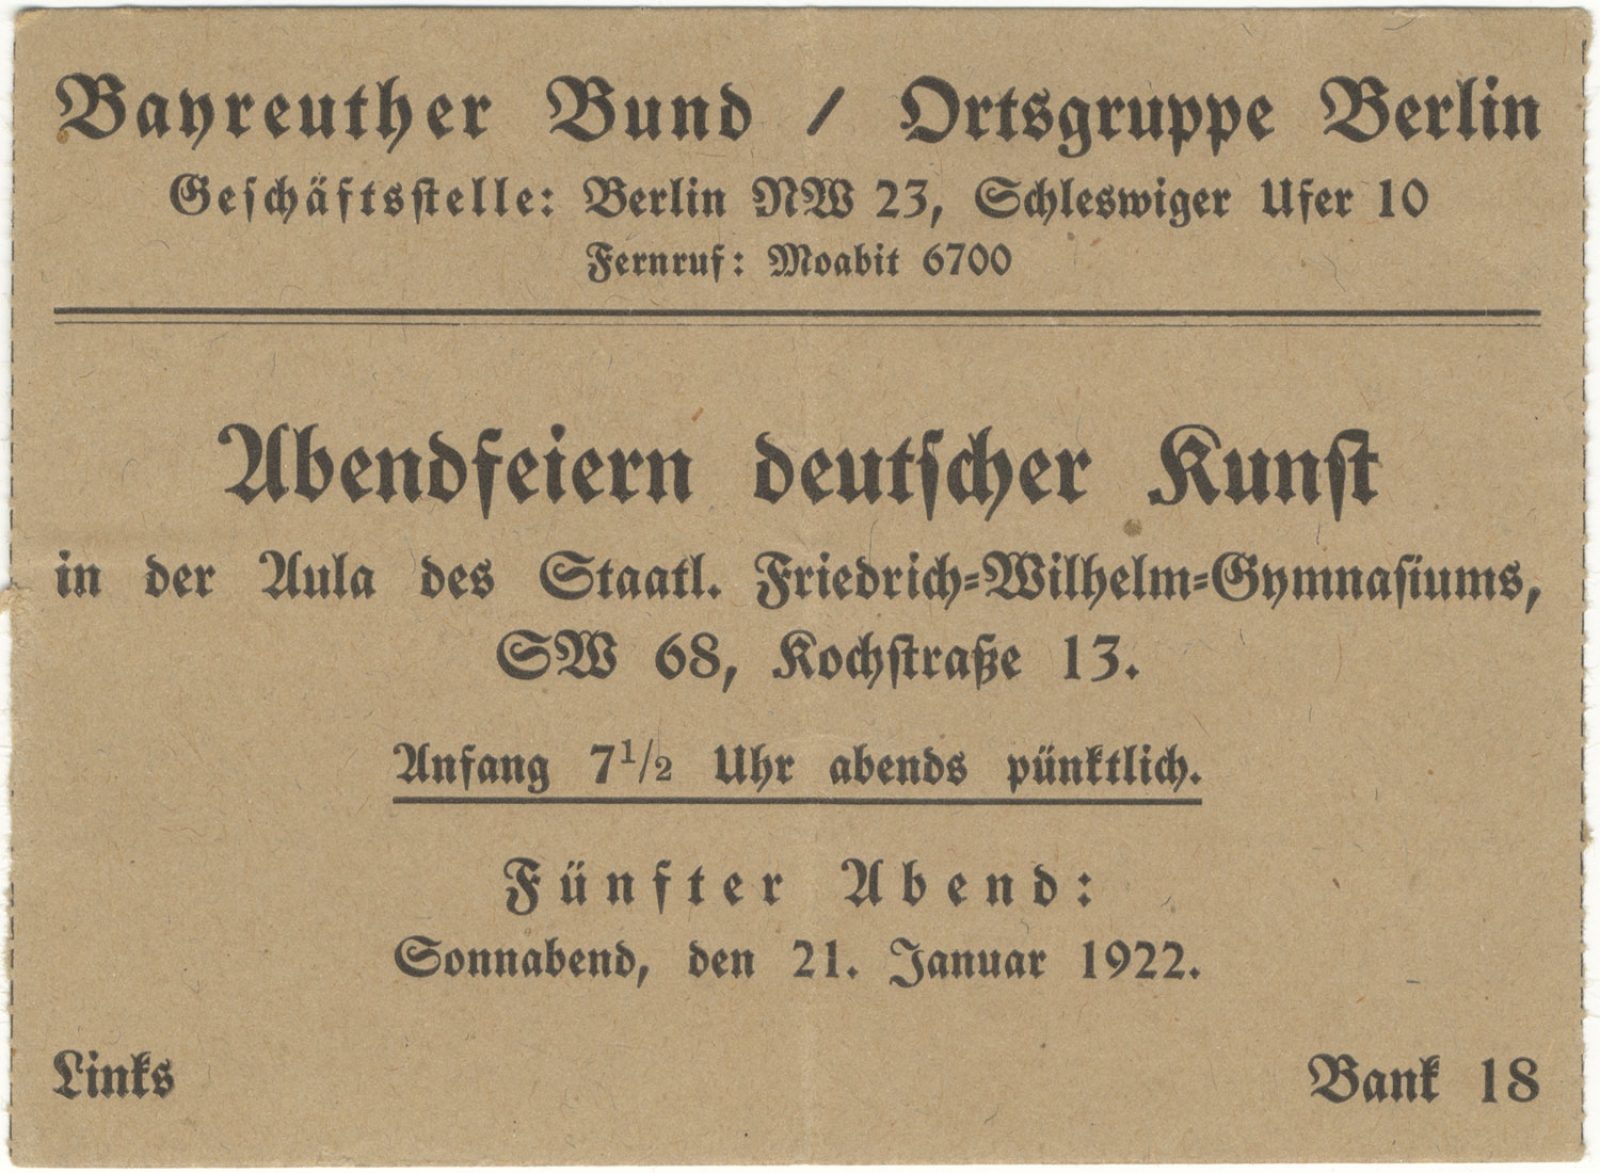 Bayreuther Bund / Ortsgruppe Berlin
Geschäftsstelle: Berlin NW 23, Schleswiger Ufer 10
Fernruf: Moabit 6700
Abendfeiern deutscher Kunst
in der Aula des Staatl. Friedrich-Wilhelm-Gymnasiums,
SW 68, Kochstraße 13.
Anfang 7½ Uhr abends pünktlich.
Fünfter Abend:
Sonnabend, den 21. Januar 1922.
Links Bank 18